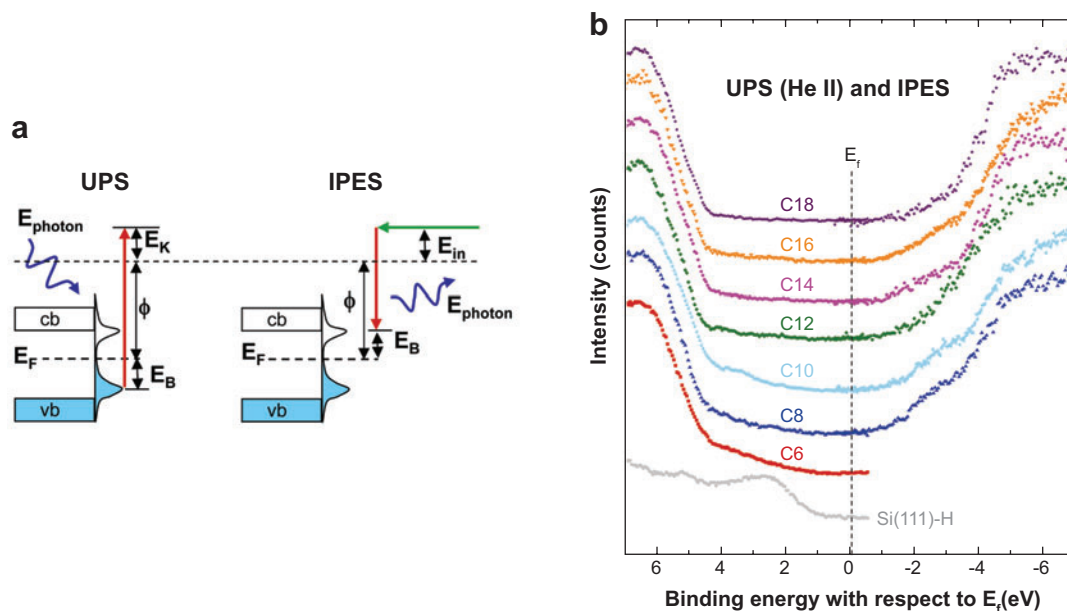 a
UPS
IPES
E_photon
E_K
E_in
ϕ
ϕ
E_photon
cb
cb
E_B
E_F
E_F
E_B
vb
vb
b
UPS (He II) and IPES
E_f
C18
C16
C14
C12
C10
C8
C6
Si(111)-H
Intensity (counts)
6 4 2 0 -2 -4 -6
Binding energy with respect to E_f(eV)